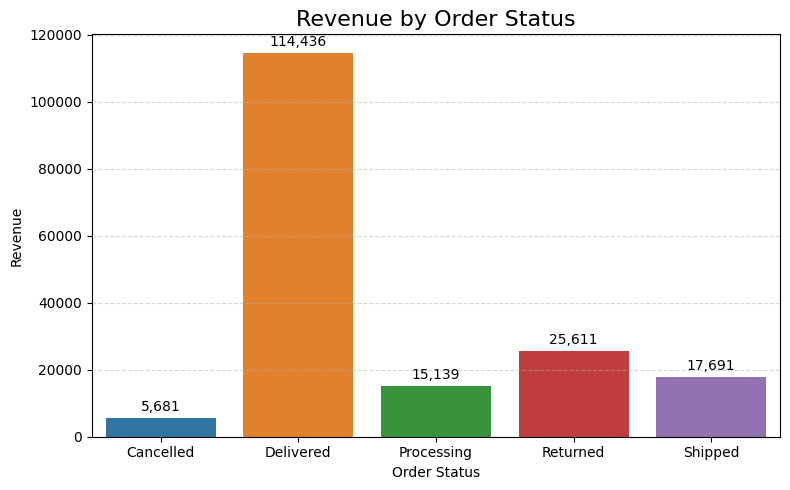 Revenue by Order Status
120000
100000
80000
60000
40000
20000
0
Revenue
5,681
114,436
15,139
25,611
17,691
Cancelled
Delivered
Processing
Returned
Shipped
Order Status